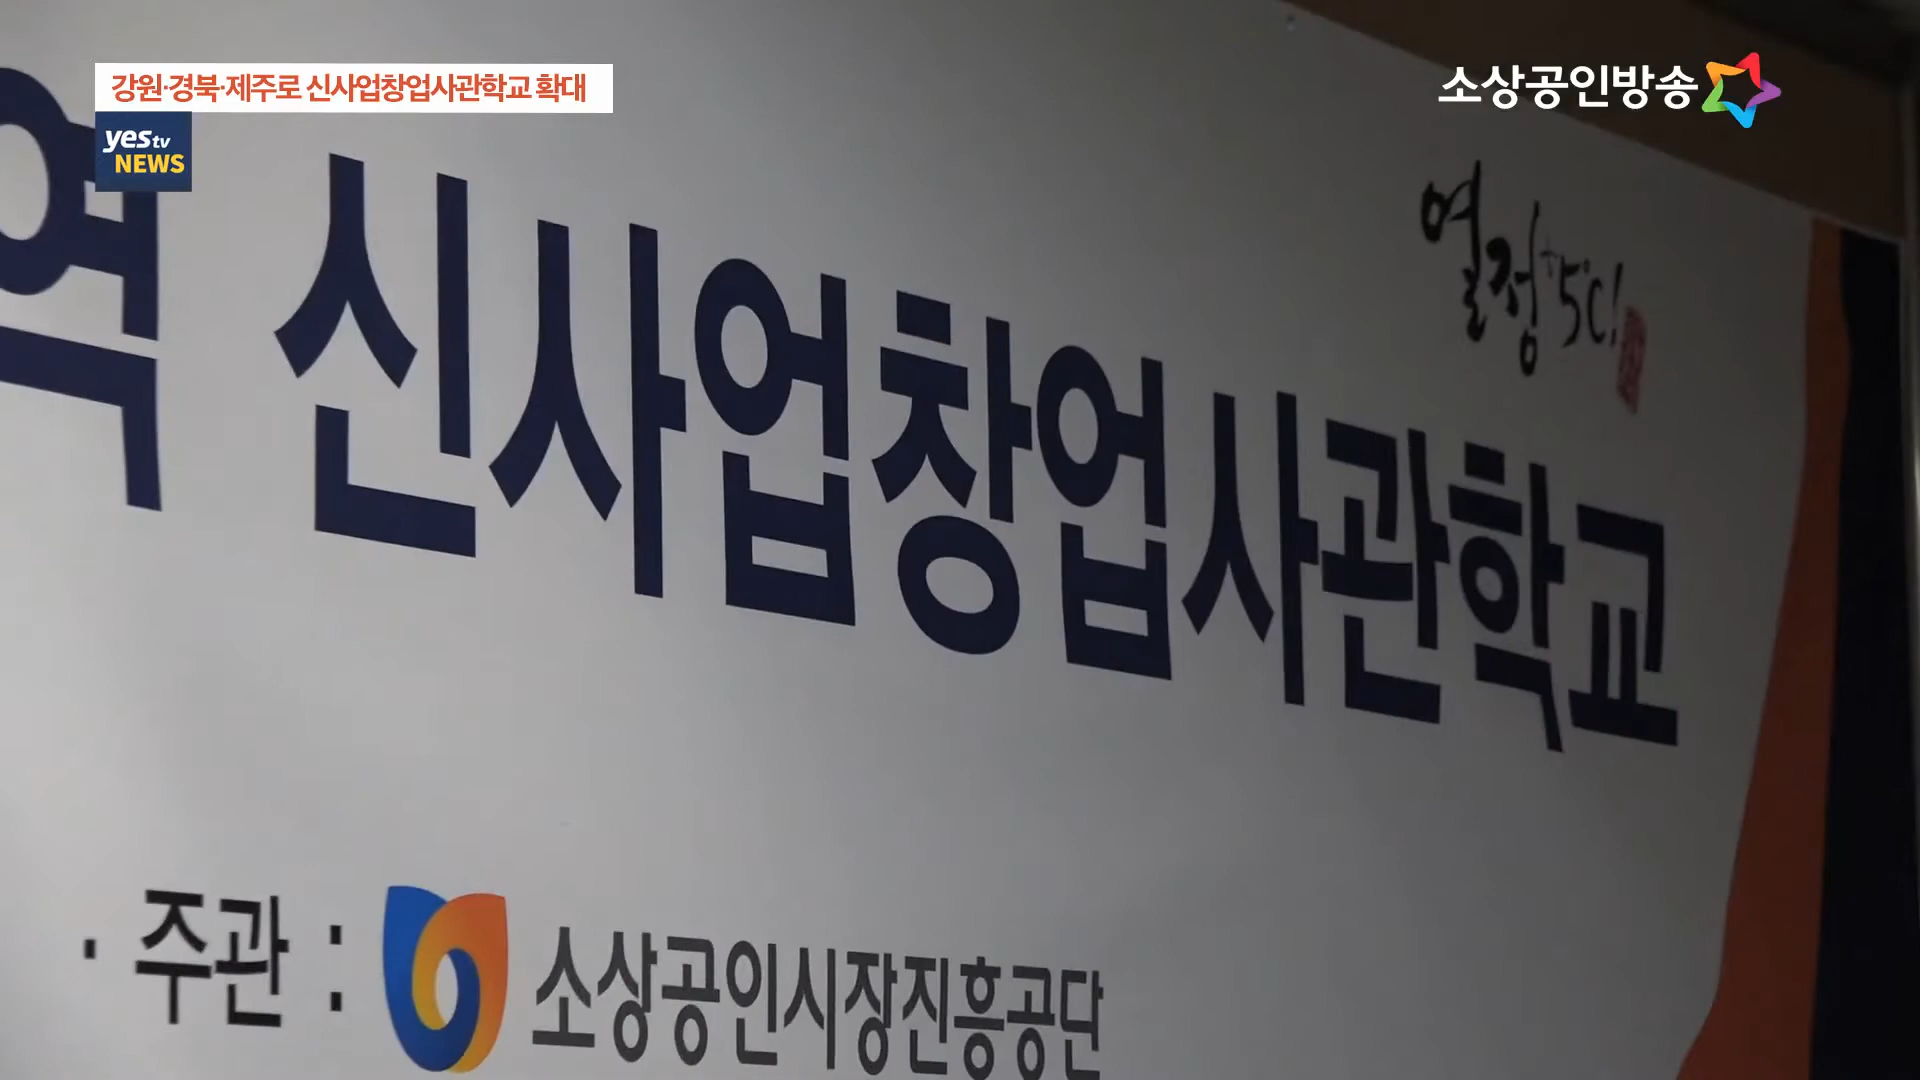 강원·경북·제주로 신사업창업사관학교 확대
소상공인방송
yestv
NEWS
열정+5℃!
역 신사업창업사관학교
· 주관 : 소상공인시장진흥공단